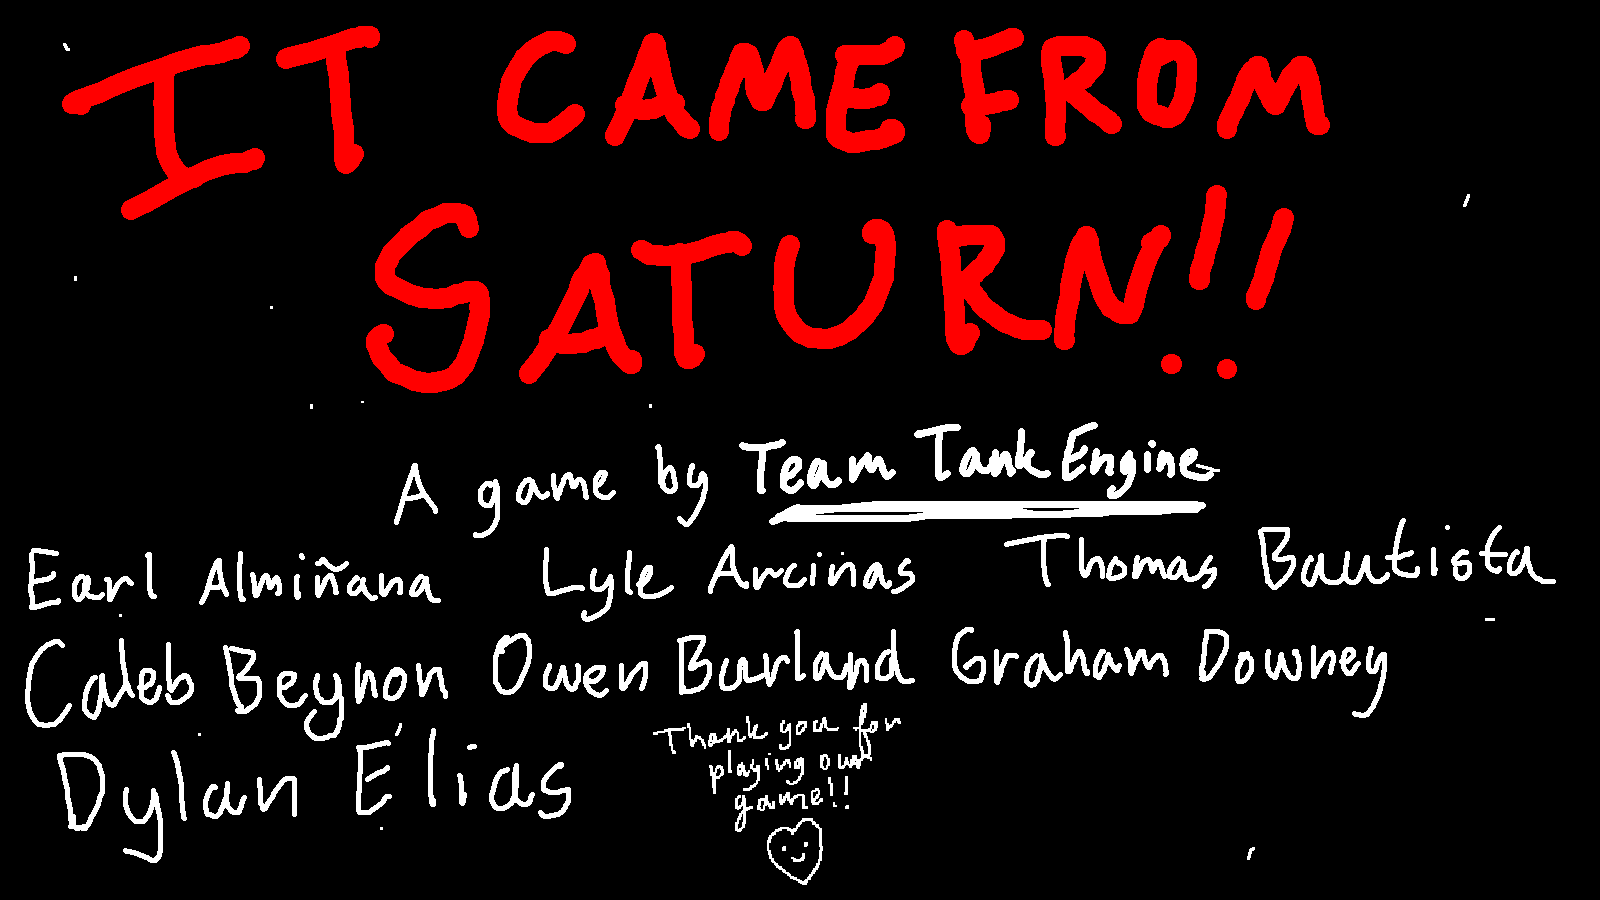 IT CAME FROM
SATURN!!
A game by Team Tank Engine
Earl Almiñana Lyle Arcinas Thomas Bautista
Caleb Beynon Owen Burland Graham Downey
Dylan Elias
Thank you for
playing our
game!!